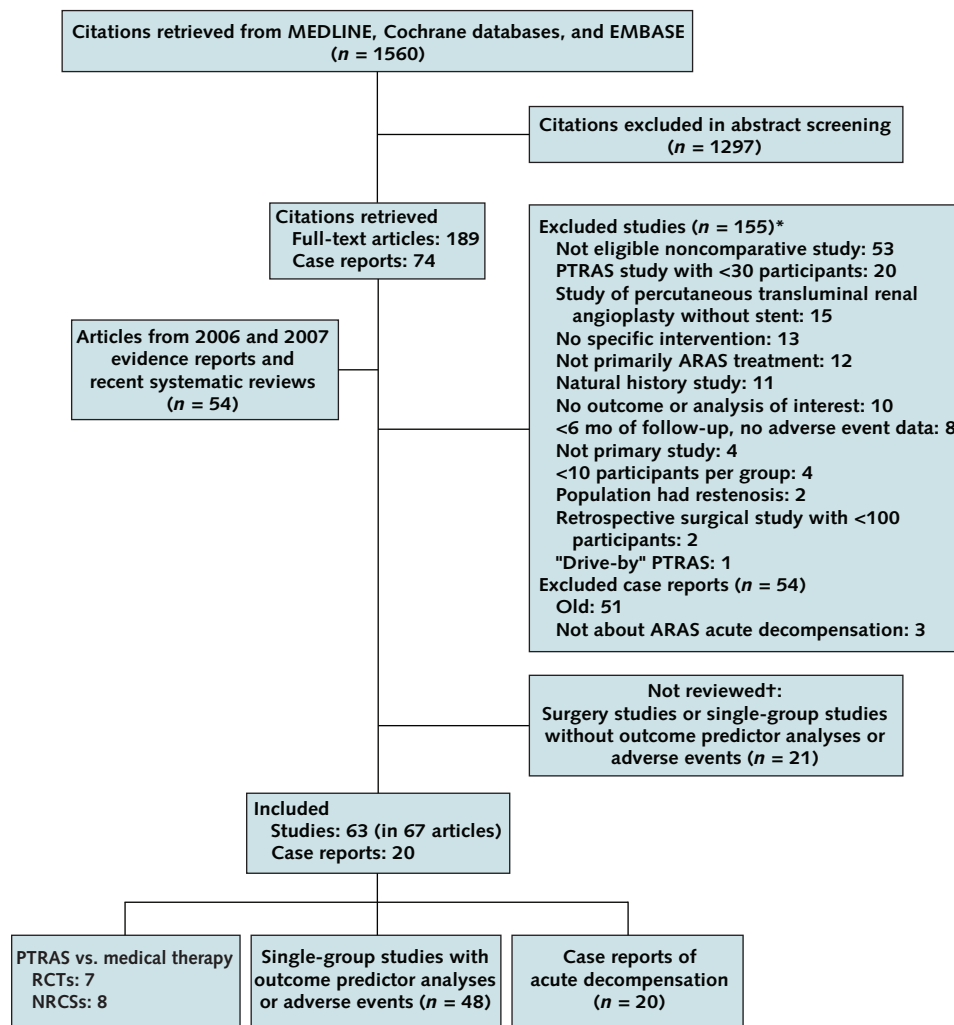 Citations retrieved from MEDLINE, Cochrane databases, and EMBASE
(n = 1560)
Citations excluded in abstract screening
(n = 1297)
Citations retrieved
Full-text articles: 189
Case reports: 74
Articles from 2006 and 2007
evidence reports and
recent systematic reviews
(n = 54)
Excluded studies (n = 155)*
Not eligible noncomparative study: 53
PTRAS study with <30 participants: 20
Study of percutaneous transluminal renal
angioplasty without stent: 15
No specific intervention: 13
Not primarily ARAS treatment: 12
Natural history study: 11
No outcome or analysis of interest: 10
<6 mo of follow-up, no adverse event data: 8
Not primary study: 4
<10 participants per group: 4
Population had restenosis: 2
Retrospective surgical study with <100
participants: 2
"Drive-by" PTRAS: 1
Excluded case reports (n = 54)
Old: 51
Not about ARAS acute decompensation: 3
Not reviewed†:
Surgery studies or single-group studies
without outcome predictor analyses or
adverse events (n = 21)
Included
Studies: 63 (in 67 articles)
Case reports: 20
PTRAS vs. medical therapy
RCTs: 7
NRCSs: 8
Single-group studies with
outcome predictor analyses
or adverse events (n = 48)
Case reports of
acute decompensation
(n = 20)